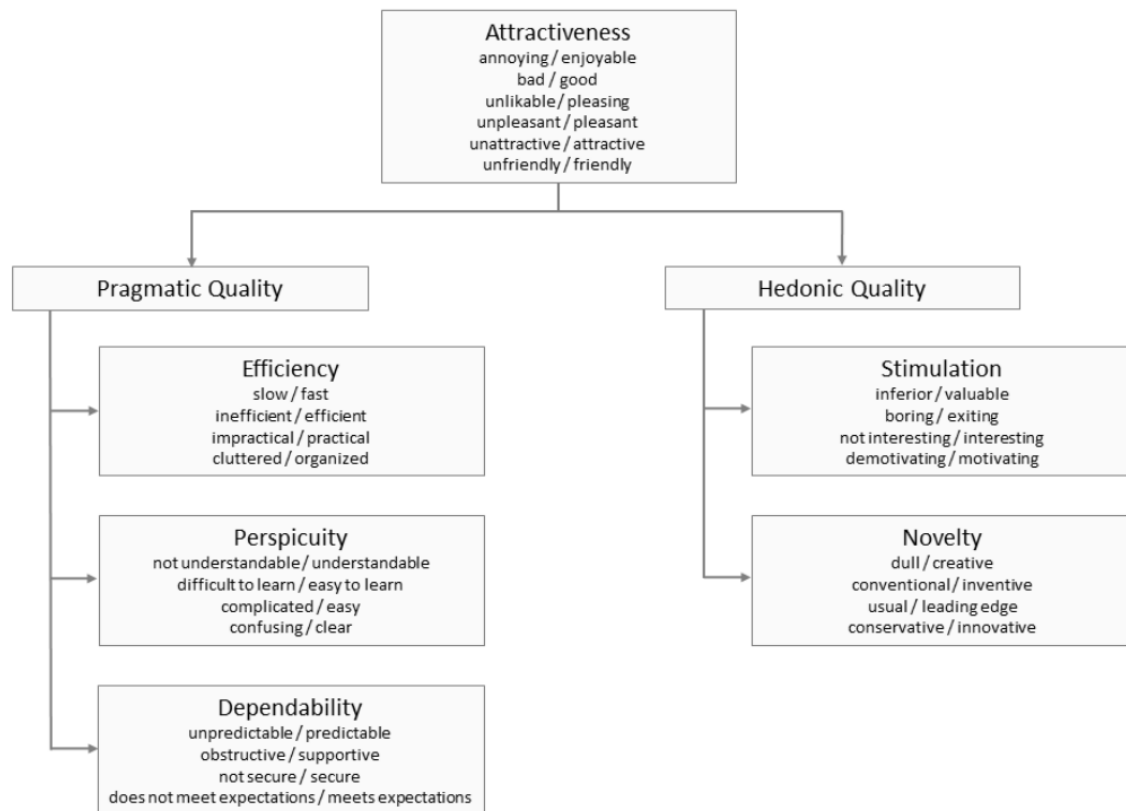 Attractiveness
annoying / enjoyable
bad / good
unlikable / pleasing
unpleasant / pleasant
unattractive / attractive
unfriendly / friendly
Pragmatic Quality
Efficiency
slow / fast
inefficient / efficient
impractical / practical
cluttered / organized
Perspicuity
not understandable / understandable
difficult to learn / easy to learn
complicated / easy
confusing / clear
Dependability
unpredictable / predictable
obstructive / supportive
not secure / secure
does not meet expectations / meets expectations
Hedonic Quality
Stimulation
inferior / valuable
boring / exiting
not interesting / interesting
demotivating / motivating
Novelty
dull / creative
conventional / inventive
usual / leading edge
conservative / innovative